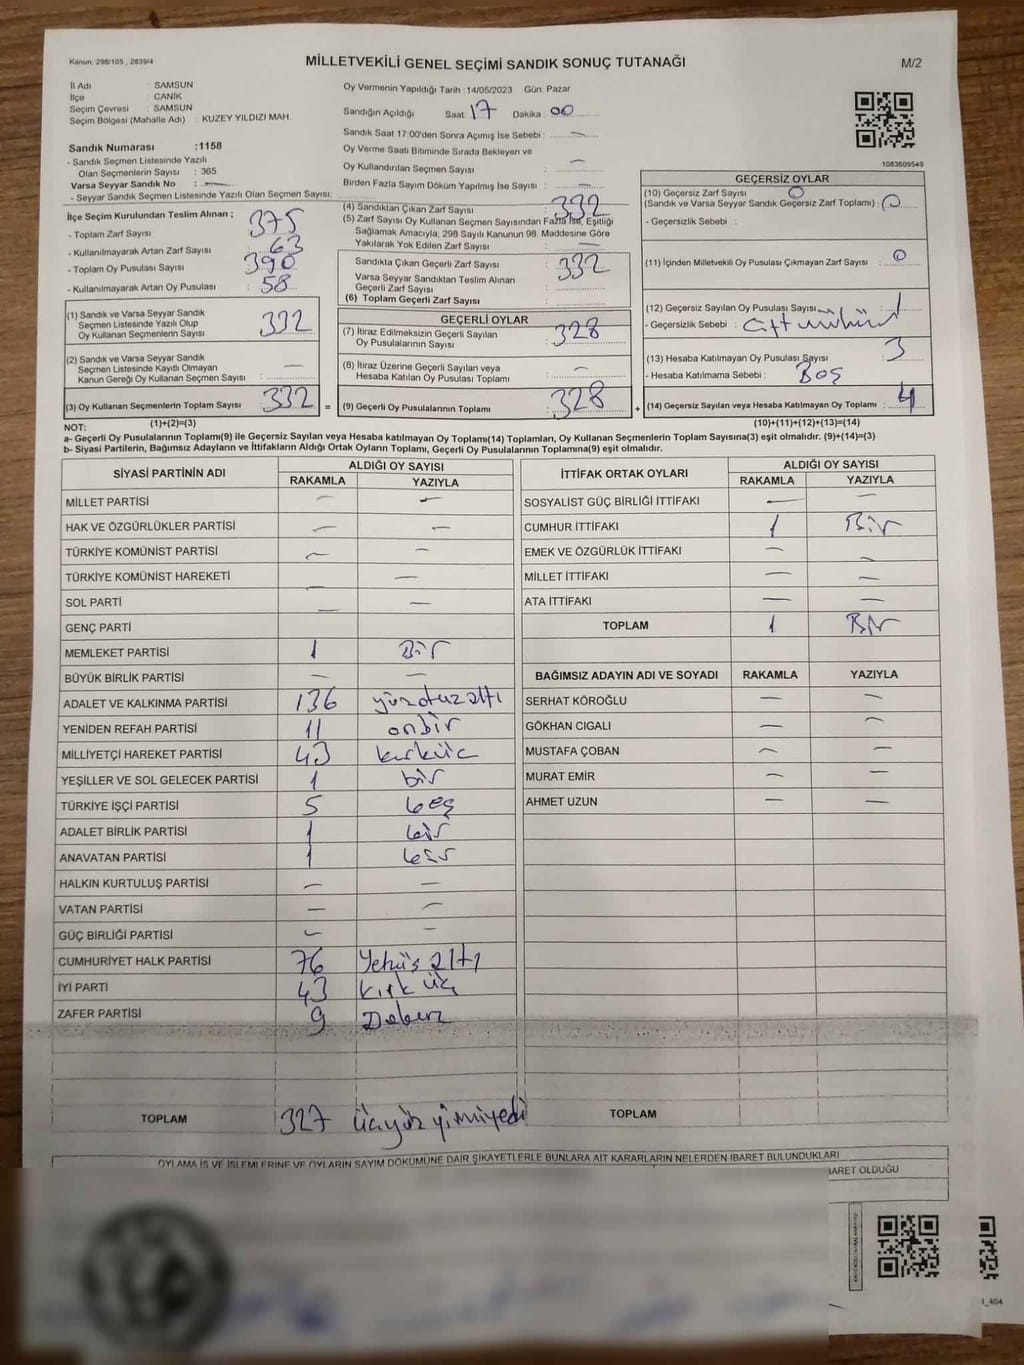 Kanun: 298/105 , 2839/4
MİLLETVEKİLİ GENEL SEÇİMİ SANDIK SONUÇ TUTANAĞI
M/2
İl Adı : SAMSUN
İlçe : CANİK
Seçim Çevresi : SAMSUN
Seçim Bölgesi (Mahalle Adı) : KUZEY YILDIZI MAH.
Sandık Numarası :1158
- Sandık Seçmen Listesinde Yazılı
Olan Seçmenlerin Sayısı : 365
Varsa Seyyar Sandık No : —
- Seyyar Sandık Seçmen Listesinde Yazılı Olan Seçmen Sayısı:
Oy Vermenin Yapıldığı Tarih : 14/05/2023 Gün: Pazar
Sandığın Açıldığı Saat : 17 Dakika : 00
Sandık Saat 17:00'den Sonra Açımış İse Sebebi : —
Oy Verme Saati Bitiminde Sırada Bekleyen ve
Oy Kullandırılan Seçmen Sayısı : —
Birden Fazla Sayım Döküm Yapılmış İse Sayısı : —
1083609549
İlçe Seçim Kurulundan Teslim Alınan ;
- Toplam Zarf Sayısı : 375
- Kullanılmayarak Artan Zarf Sayısı : 63
- Toplam Oy Pusulası Sayısı : 390
- Kullanılmayarak Artan Oy Pusulası : 58
(1) Sandık ve Varsa Seyyar Sandık
Seçmen Listesinde Yazılı Olup
Oy Kullanan Seçmenlerin Sayısı : 332
(2) Sandık ve Varsa Seyyar Sandık
Seçmen Listesinde Kayıtlı Olmayan
Kanun Gereği Oy Kullanan Seçmen Sayısı : —
(3) Oy Kullanan Seçmenlerin Toplam Sayısı : 332 =
(4) Sandıktan Çıkan Zarf Sayısı : 332
(5) Zarf Sayısı Oy Kullanan Seçmen Sayısından Fazla İse, Eşitliği
Sağlamak Amacıyla, 298 Sayılı Kanunun 98. Maddesine Göre
Yakılarak Yok Edilen Zarf Sayısı : —
Sandıkta Çıkan Geçerli Zarf Sayısı : 332
Varsa Seyyar Sandıktan Teslim Alınan
Geçerli Zarf Sayısı :
(6) Toplam Geçerli Zarf Sayısı :
GEÇERLİ OYLAR
(7) İtiraz Edilmeksizin Geçerli Sayılan
Oy Pusulalarının Sayısı : 328
(8) İtiraz Üzerine Geçerli Sayılan veya
Hesaba Katılan Oy Pusulası Toplamı : —
(9) Geçerli Oy Pusulalarının Toplamı : 328 +
GEÇERSİZ OYLAR
(10) Geçersiz Zarf Sayısı : 0
(Sandık ve Varsa Seyyar Sandık Geçersiz Zarf Toplamı) : 0
- Geçersizlik Sebebi :
(11) İçinden Milletvekili Oy Pusulası Çıkmayan Zarf Sayısı : 0
(12) Geçersiz Sayılan Oy Pusulası Sayısı : 1
- Geçersizlik Sebebi : Çift mühür
(13) Hesaba Katılmayan Oy Pusulası Sayısı : 3
- Hesaba Katılmama Sebebi : Boş
(14) Geçersiz Sayılan veya Hesaba Katılmayan Oy Toplamı : 4
NOT: (1)+(2)=(3) (10)+(11)+(12)+(13)=(14)
a- Geçerli Oy Pusulalarının Toplamı(9) ile Geçersiz Sayılan veya Hesaba katılmayan Oy Toplamı(14) Toplamları, Oy Kullanan Seçmenlerin Toplam Sayısına(3) eşit olmalıdır. (9)+(14)=(3)
b- Siyasi Partilerin, Bağımsız Adayların ve İttifakların Aldığı Ortak Oyların Toplamı, Geçerli Oy Pusulalarının Toplamına(9) eşit olmalıdır.
SİYASİ PARTİNİN ADI ALDIĞI OY SAYISI
RAKAMLA YAZIYLA
MİLLET PARTİSİ — —
HAK VE ÖZGÜRLÜKLER PARTİSİ — —
TÜRKİYE KOMÜNİST PARTİSİ — —
TÜRKİYE KOMÜNİST HAREKETİ — —
SOL PARTİ — —
GENÇ PARTİ
MEMLEKET PARTİSİ 1 Bir
BÜYÜK BİRLİK PARTİSİ — —
ADALET VE KALKINMA PARTİSİ 136 yüzotuzaltı
YENİDEN REFAH PARTİSİ 11 onbir
MİLLİYETÇİ HAREKET PARTİSİ 43 kırküç
YEŞİLLER VE SOL GELECEK PARTİSİ 1 bir
TÜRKİYE İŞÇİ PARTİSİ 5 beş
ADALET BİRLİK PARTİSİ 1 bir
ANAVATAN PARTİSİ 1 bir
HALKIN KURTULUŞ PARTİSİ — —
VATAN PARTİSİ — —
GÜÇ BİRLİĞİ PARTİSİ — —
CUMHURİYET HALK PARTİSİ 76 Yetmiş altı
İYİ PARTİ 43 kırk üç
ZAFER PARTİSİ 9 Dokuz
TOPLAM 327 üçyüz yirmiyedi
İTTİFAK ORTAK OYLARI ALDIĞI OY SAYISI
RAKAMLA YAZIYLA
SOSYALİST GÜÇ BİRLİĞİ İTTİFAKI — —
CUMHUR İTTİFAKI 1 Bir
EMEK VE ÖZGÜRLÜK İTTİFAKI — —
MİLLET İTTİFAKI — —
ATA İTTİFAKI — —
TOPLAM 1 Bir
BAĞIMSIZ ADAYIN ADI VE SOYADI RAKAMLA YAZIYLA
SERHAT KÖROĞLU — —
GÖKHAN CIGALI — —
MUSTAFA ÇOBAN — —
MURAT EMİR — —
AHMET UZUN — —
TOPLAM
OYLAMA İŞ VE İŞLEMLERİNE VE OYLARIN SAYIM DÖKÜMÜNE DAİR ŞİKAYETLERLE BUNLARA AİT KARARLARIN NELERDEN İBARET BULUNDUKLARI
İBARET OLDUĞU
_404